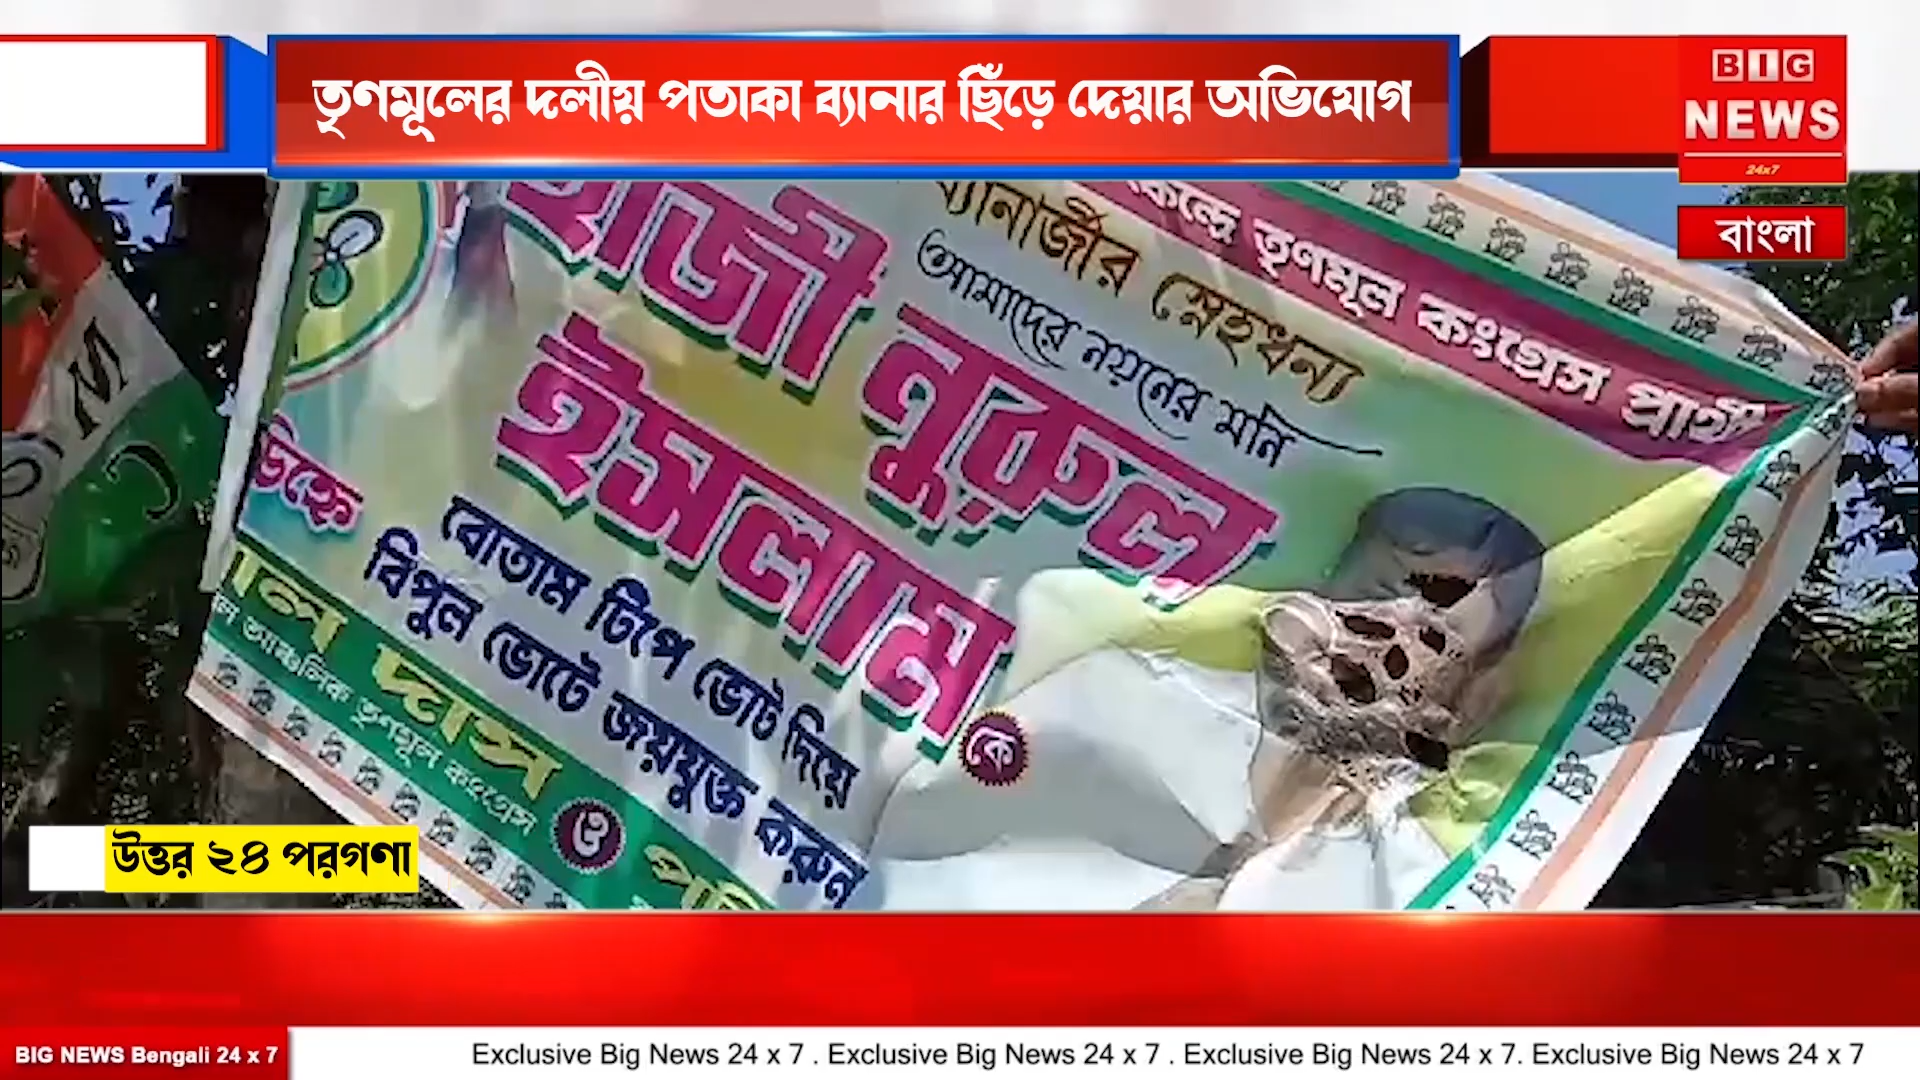 তৃণমূলের দলীয় পতাকা ব্যানার ছিঁড়ে দেয়ার অভিযোগ
BIG
NEWS
24x7
বাংলা
কেন্দ্রে তৃণমূল কংগ্রেস প্রার্থী
ব্যানার্জীর স্নেহধন্য
আমাদের নয়নের মনি
হাজী নুরুল
ইসলাম
কে
চিহ্নে
বোতাম টিপে ভোট দিয়ে
বিপুল ভোটে জয়যুক্ত করুন
দাস
আঞ্চলিক তৃণমূল কংগ্রেস
ও
উত্তর ২৪ পরগণা
BIG NEWS Bengali 24 x 7
Exclusive Big News 24 x 7 . Exclusive Big News 24 x 7 . Exclusive Big News 24 x 7. Exclusive Big News 24 x 7